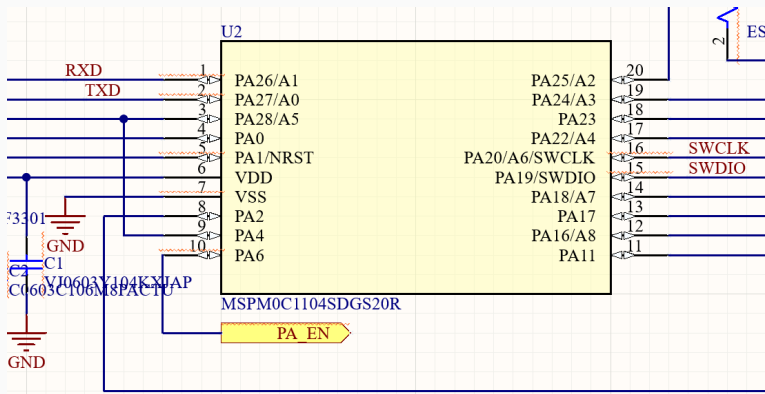 U2
ES
2
RXD 1 PA26/A1 PA25/A2 20
TXD 2 PA27/A0 PA24/A3 19
3 PA28/A5 PA23 18
4 PA0 PA22/A4 17
5 PA1/NRST PA20/A6/SWCLK 16 SWCLK
6 VDD PA19/SWDIO 15 SWDIO
7 VSS PA18/A7 14
8 PA2 PA17 13
9 PA4 PA16/A8 12
10 PA6 PA11 11
F3301
GND
C1
C2
VJ0603Y104KXJAP
C0603C106M8PACTU
MSPM0C1104SDGS20R
PA_EN
GND